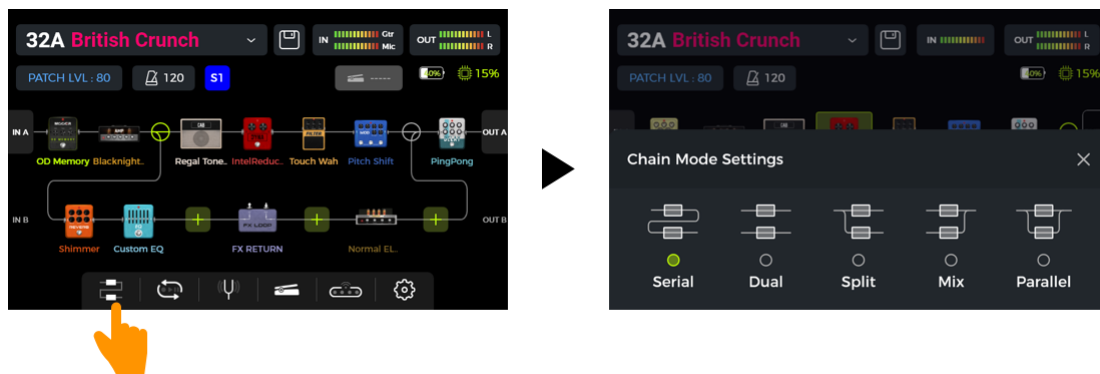 32A British Crunch
IN Gtr Mic
OUT L R
PATCH LVL : 80
120
S1
-----
15%
IN A
OUT A
OD Memory Blacknight.. Regal Tone.. IntelReduc.. Touch Wah Pitch Shift PingPong
IN B
OUT B
FX LOOP
Shimmer Custom EQ FX RETURN Normal EL..
32A British Crunch
IN
OUT L R
PATCH LVL : 80
120
15%
Chain Mode Settings
Serial Dual Split Mix Parallel